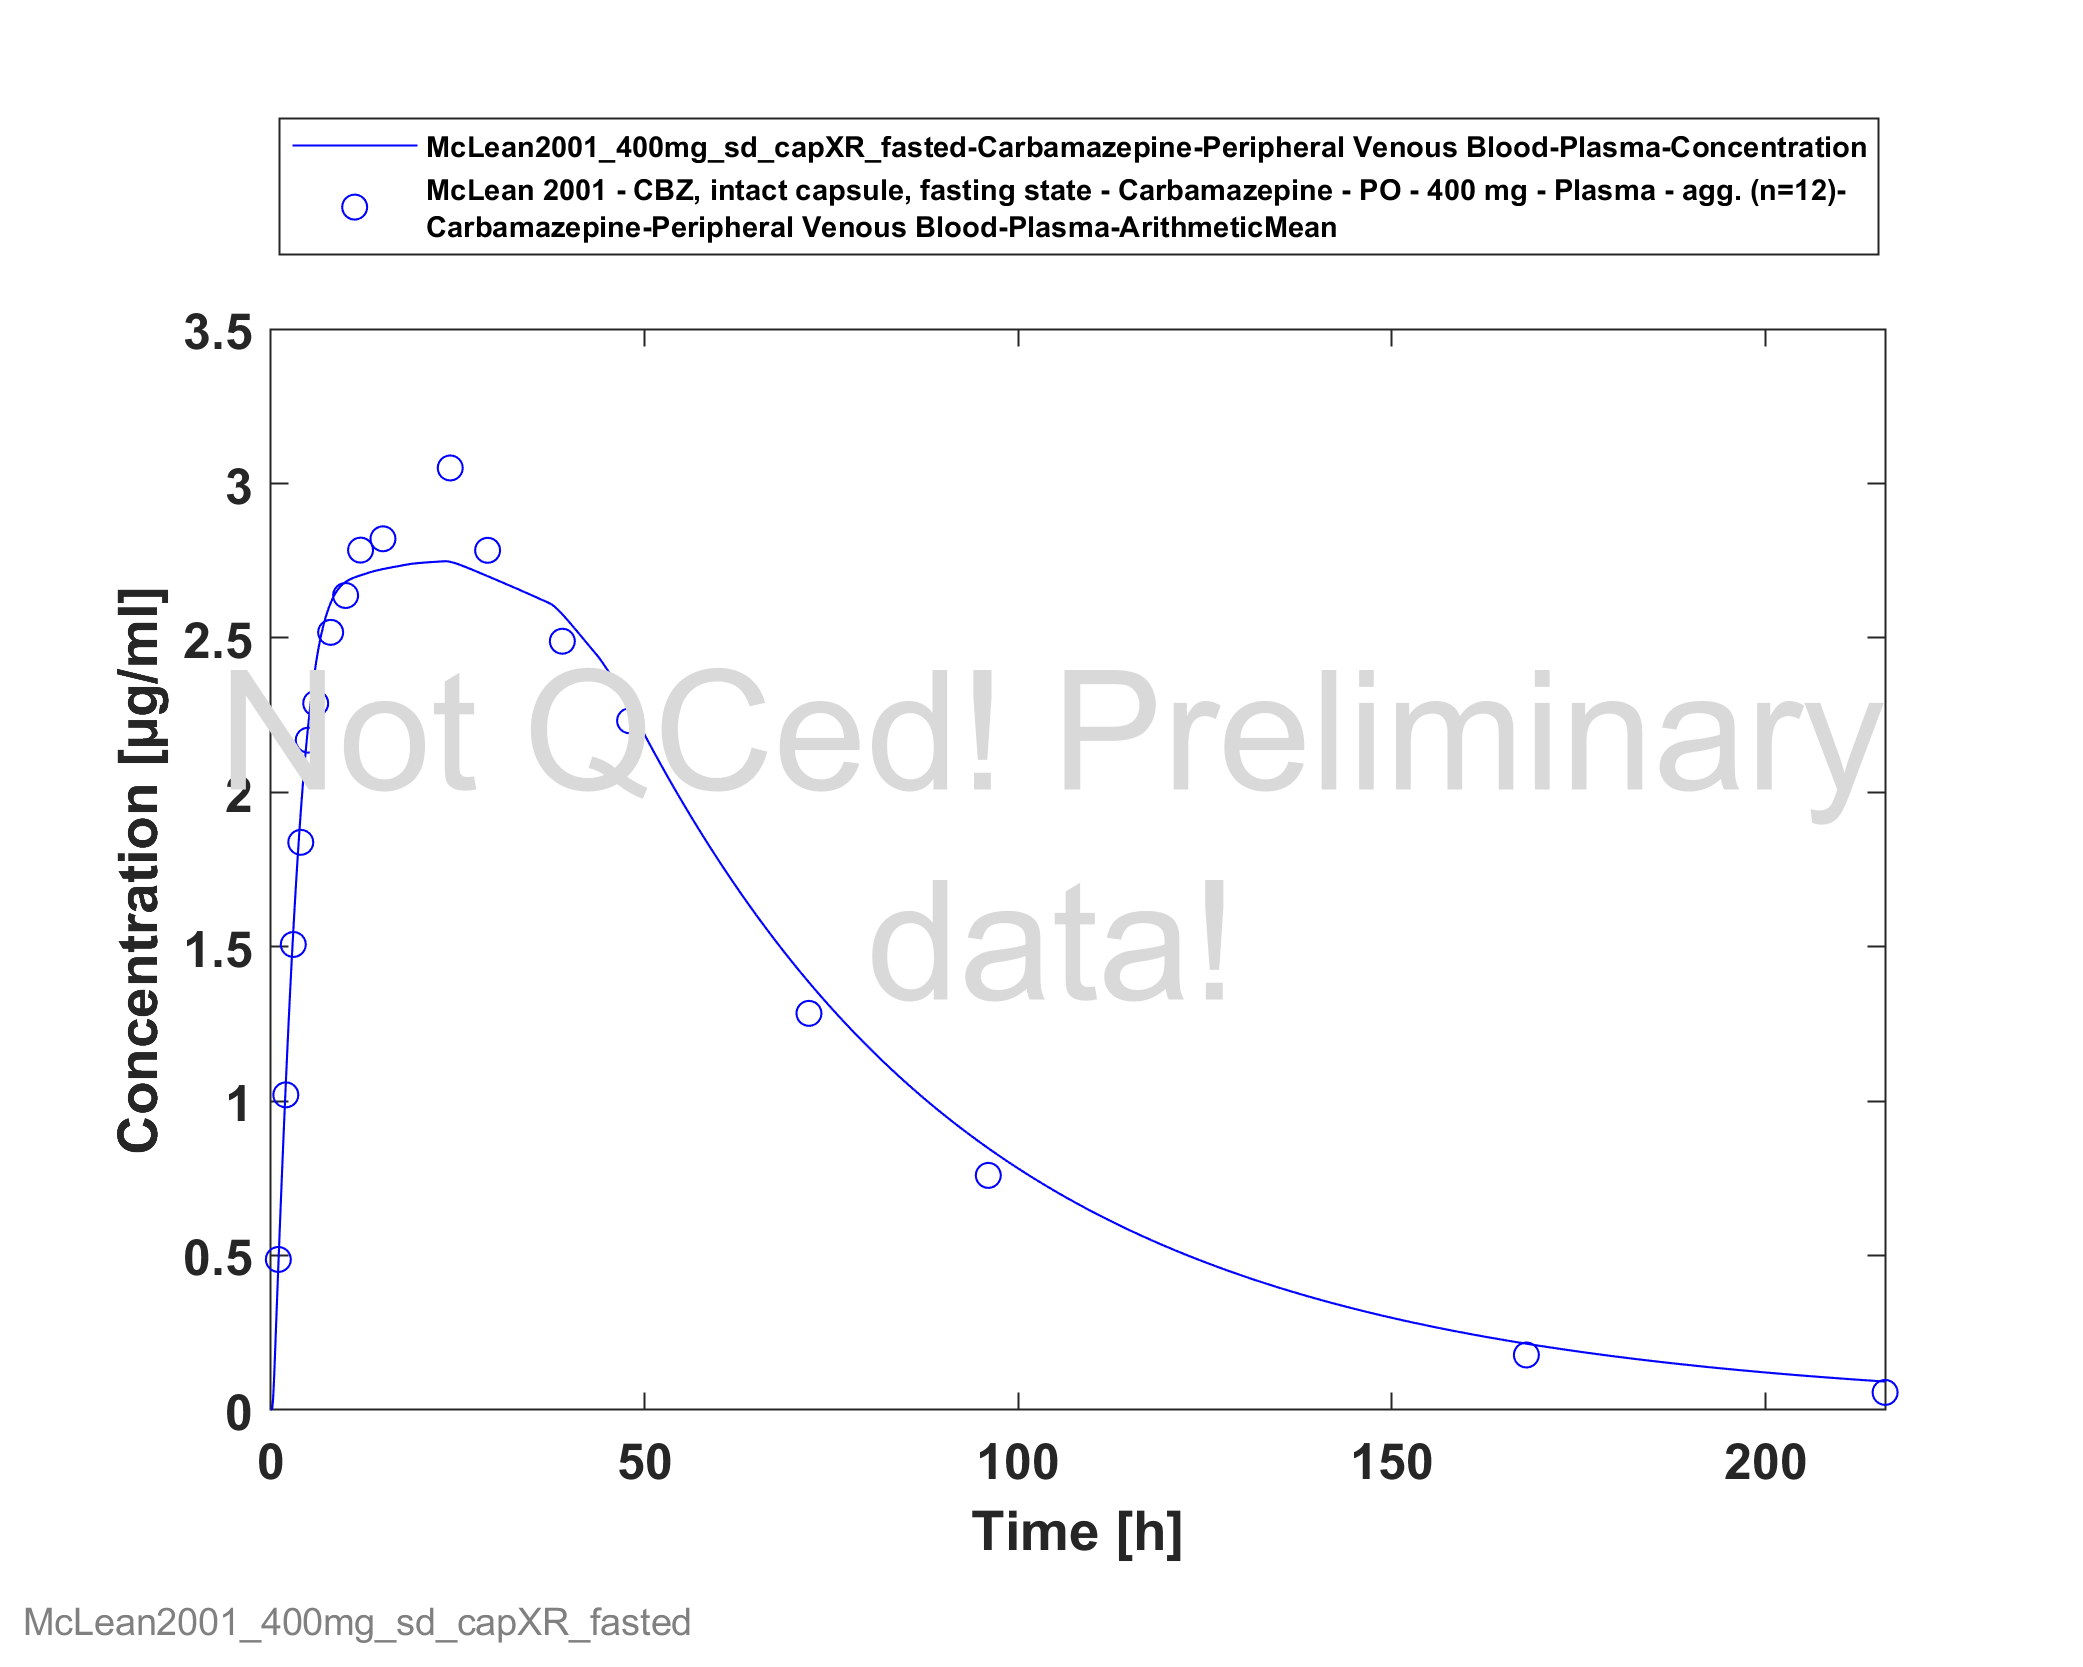 McLean2001_400mg_sd_capXR_fasted-Carbamazepine-Peripheral Venous Blood-Plasma-Concentration
McLean 2001 - CBZ, intact capsule, fasting state - Carbamazepine - PO - 400 mg - Plasma - agg. (n=12)-
Carbamazepine-Peripheral Venous Blood-Plasma-ArithmeticMean
3.5
3
2.5
2
1.5
1
0.5
0
Concentration [µg/ml]
Not QCed! Preliminary
data!
0 50 100 150 200
Time [h]
McLean2001_400mg_sd_capXR_fasted